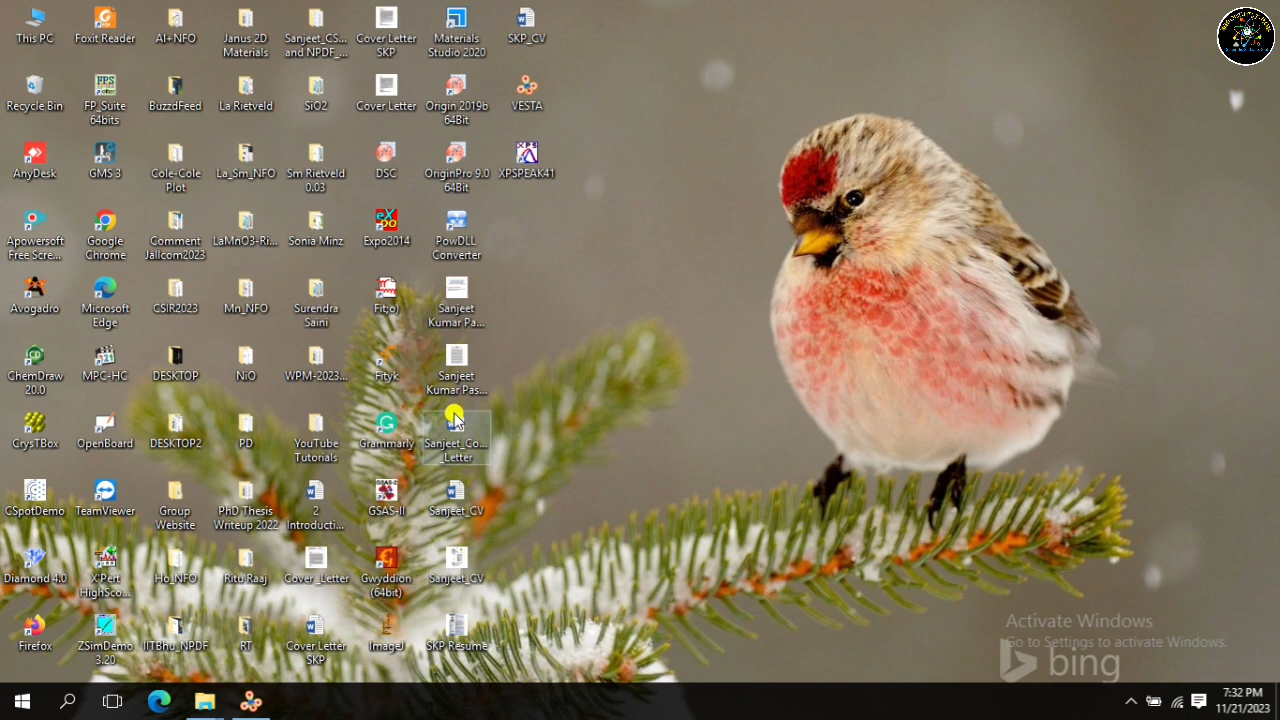 This PC
Foxit Reader
Al+NFO
Janus 2D
Materials
Sanjeet_CS...
and NPDF_...
Cover Letter
SKP
Materials
Studio 2020
SKP_CV
Recycle Bin
FP_Suite
64bits
BuzzdFeed
La Rietveld
SiO2
Cover Letter
Origin 2019b
64Bit
VESTA
AnyDesk
GMS 3
Cole-Cole
Plot
La_Sm_NFO
Sm Rietveld
0.03
DSC
OriginPro 9.0
64Bit
XPSPEAK41
Apowersoft
Free Scre...
Google
Chrome
Comment
Jallcom2023
LaMnO3-Ri...
Sonia Minz
Expo2014
PowDLL
Converter
Avogadro
Microsoft
Edge
CSIR2023
Mn_NFO
Surendra
Saini
Fit;o)
Sanjeet
Kumar Pa...
ChemDraw
20.0
MPC-HC
DESKTOP
NiO
WPM-2023...
Fityk
Sanjeet
Kumar Pas...
CrysTBox
OpenBoard
DESKTOP2
PD
YouTube
Tutorials
Grammarly
Sanjeet_Co...
_Letter
CSpotDemo
TeamViewer
Group
Website
PhD Thesis
Writeup 2022
2
Introducti...
GSAS-II
Sanjeet_CV
Diamond 4.0
X'Pert
HighSco...
Ho_NFO
Ritu Raaj
Cover_Letter
Gwyddion
(64bit)
Sanjeet_CV
Firefox
ZSimDemo
3.20
IITBhu_NPDF
RT
Cover Letter
SKP
ImageJ
SKP Resume
Activate Windows
Go to Settings to activate Windows.
bing
7:32 PM
11/21/2023